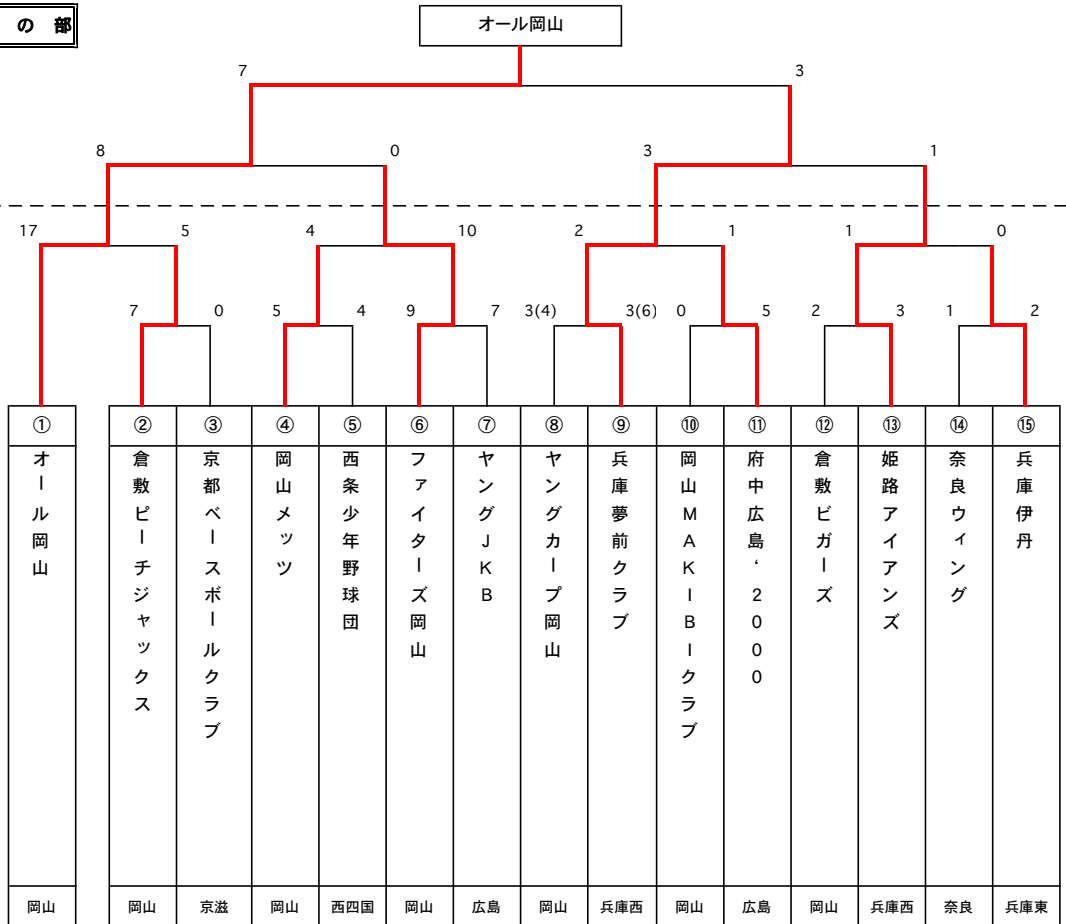 の 部
オール岡山
7 3
8 0 3 1
17 5 4 10 2 1 1 0
7 0 5 4 9 7 3(4) 3(6) 0 5 2 3 1 2
① ② ③ ④ ⑤ ⑥ ⑦ ⑧ ⑨ ⑩ ⑪ ⑫ ⑬ ⑭ ⑮
オール岡山
倉敷ピーチジャックス
京都ベースボールクラブ
岡山メッツ
西条少年野球団
ファイターズ岡山
ヤングJKB
ヤングカープ岡山
兵庫夢前クラブ
岡山MAKIBIクラブ
府中広島‘2000
倉敷ビガーズ
姫路アイアンズ
奈良ウィング
兵庫伊丹
岡山 岡山 京滋 岡山 西四国 岡山 広島 岡山 兵庫西 岡山 広島 岡山 兵庫西 奈良 兵庫東